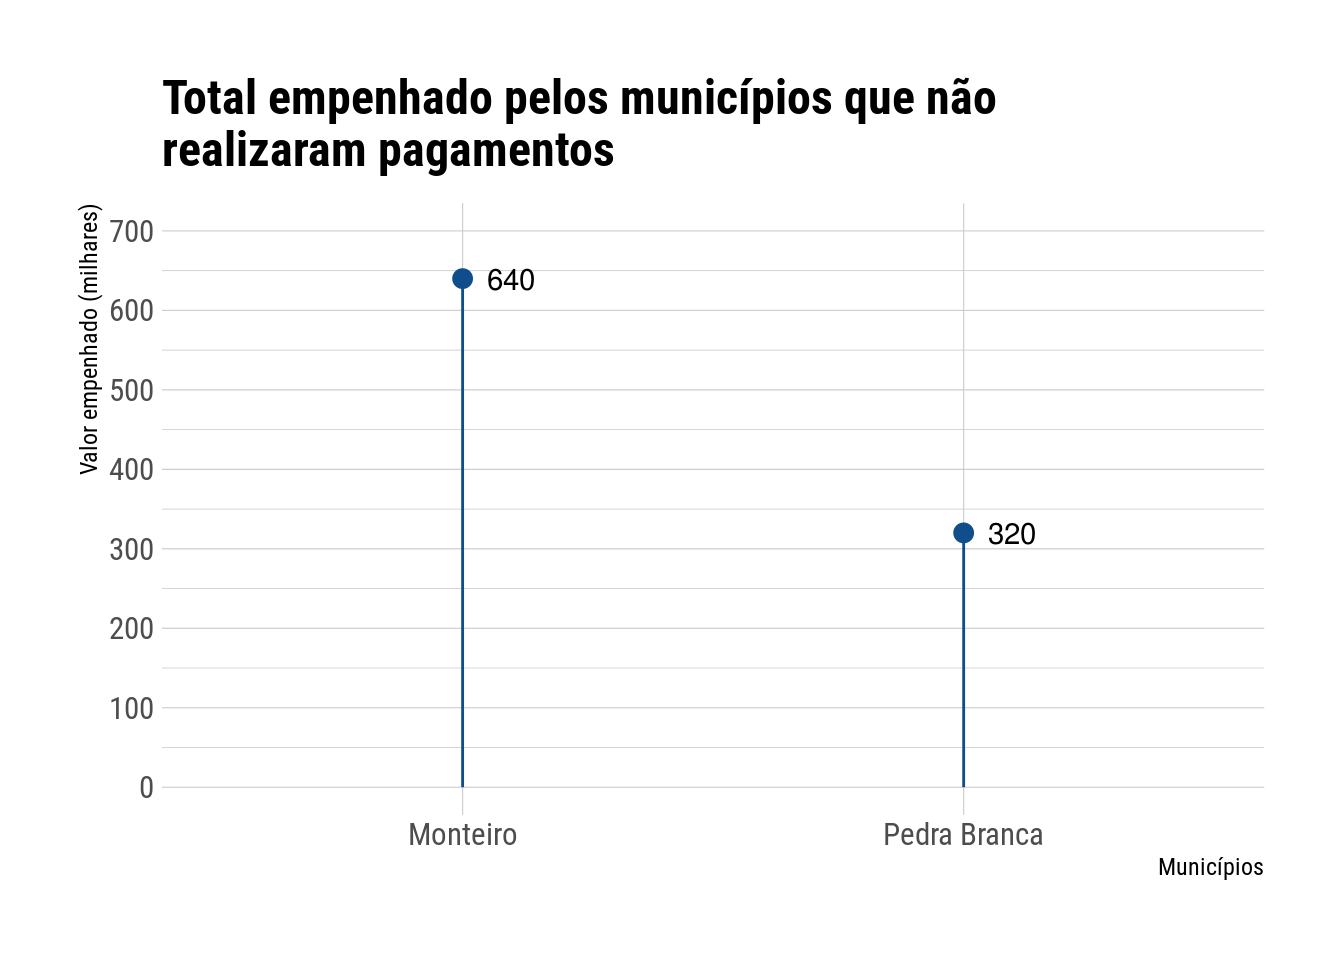 Total empenhado pelos municípios que não
realizaram pagamentos
Valor empenhado (milhares)
700
600
500
400
300
200
100
0
640
320
Monteiro
Pedra Branca
Municípios